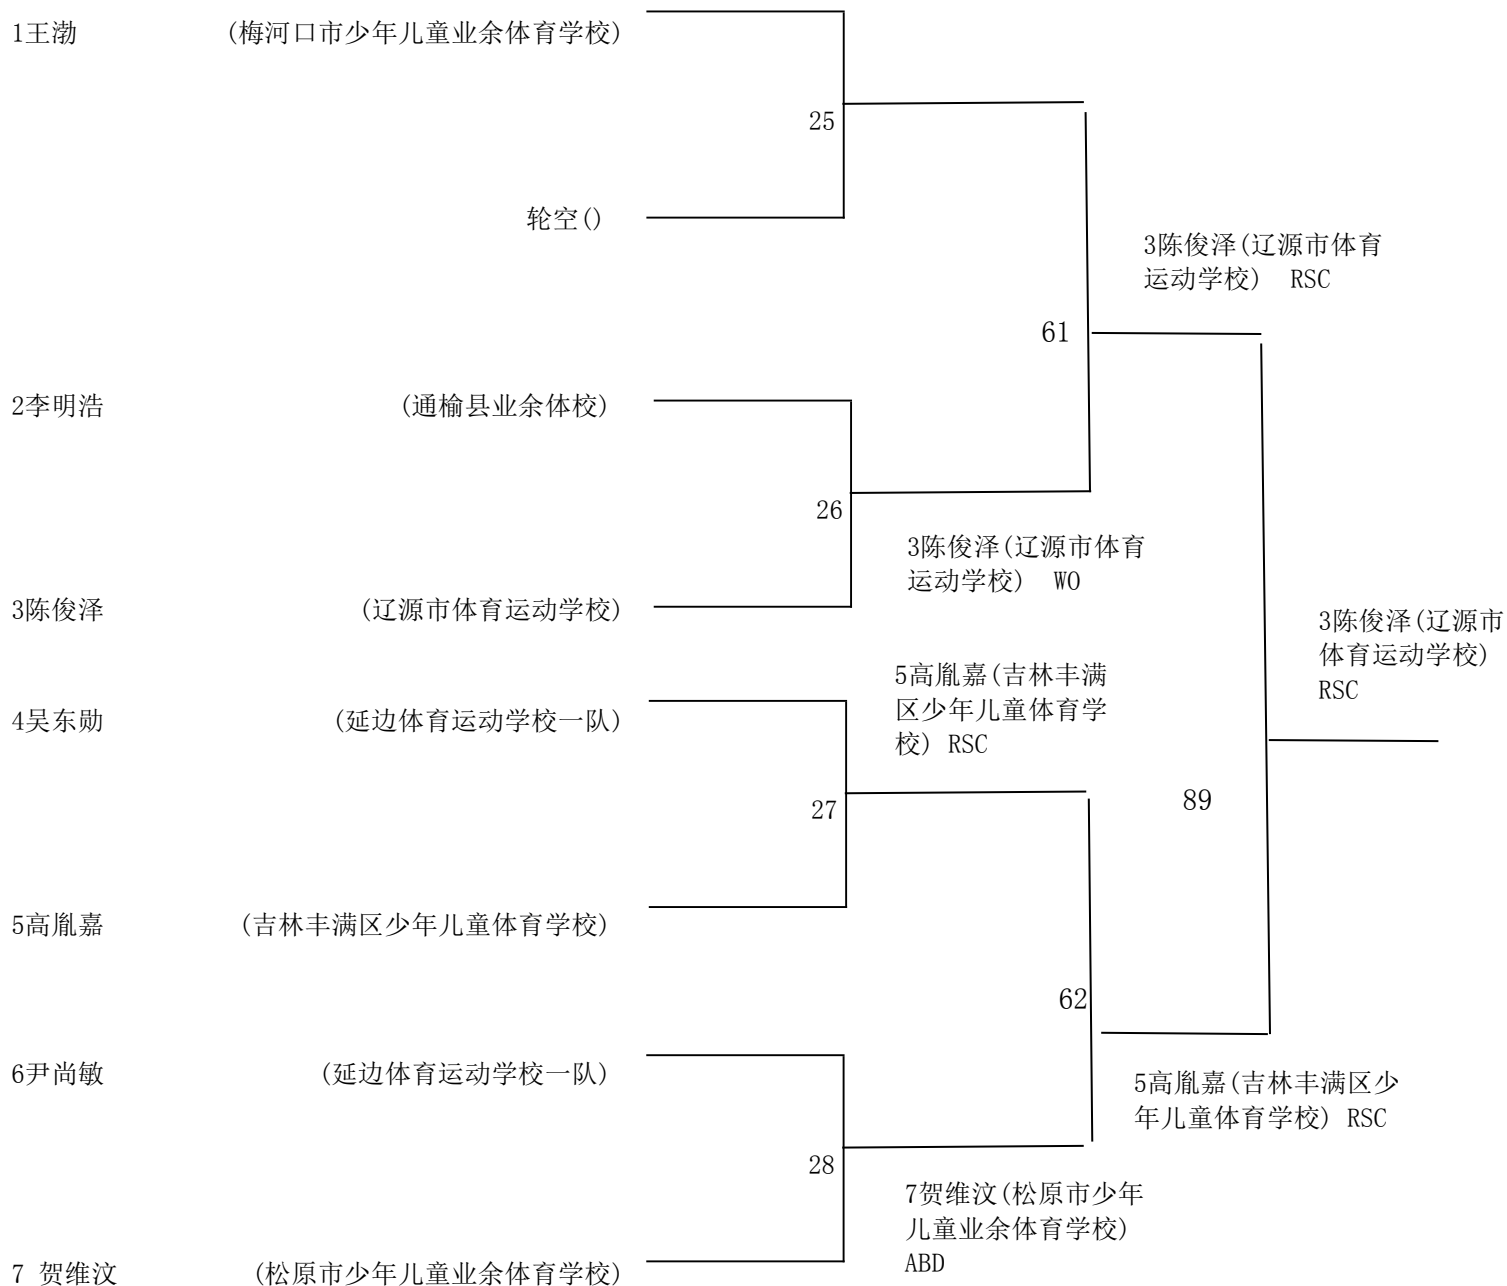 1王渤 (梅河口市少年儿童业余体育学校)
25
轮空()
3陈俊泽(辽源市体育
运动学校) RSC
61
2李明浩 (通榆县业余体校)
26
3陈俊泽(辽源市体育
运动学校) WO
3陈俊泽 (辽源市体育运动学校)
3陈俊泽(辽源市
体育运动学校)
RSC
5高胤嘉(吉林丰满
区少年儿童体育学
校) RSC
4吴东勋 (延边体育运动学校一队)
27
89
5高胤嘉 (吉林丰满区少年儿童体育学校)
62
6尹尚敏 (延边体育运动学校一队)
5高胤嘉(吉林丰满区少
年儿童体育学校) RSC
28
7贺维汶(松原市少年
儿童业余体育学校)
ABD
7 贺维汶 (松原市少年儿童业余体育学校)